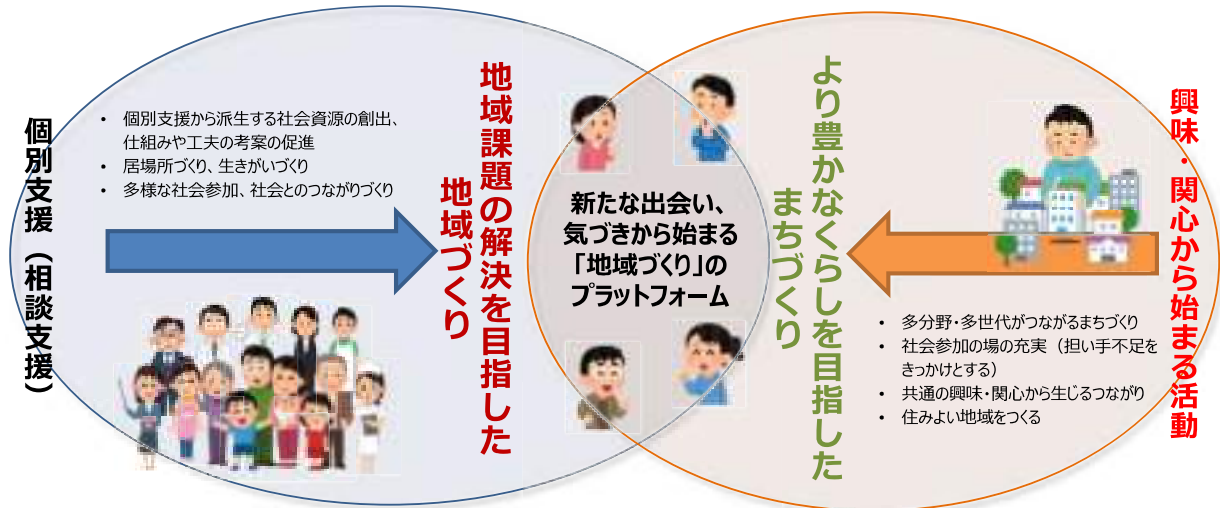 個別支援（相談支援）
• 個別支援から派生する社会資源の創出、
仕組みや工夫の考案の促進
• 居場所づくり、生きがいづくり
• 多様な社会参加、社会とのつながりづくり
地域課題の解決を目指した
地域づくり
新たな出会い、
気づきから始まる
「地域づくり」の
プラットフォーム
より豊かなくらしを目指した
まちづくり
興味・関心から始まる活動
• 多分野・多世代がつながるまちづくり
• 社会参加の場の充実（担い手不足を
きっかけとする）
• 共通の興味・関心から生じるつながり
• 住みよい地域をつくる